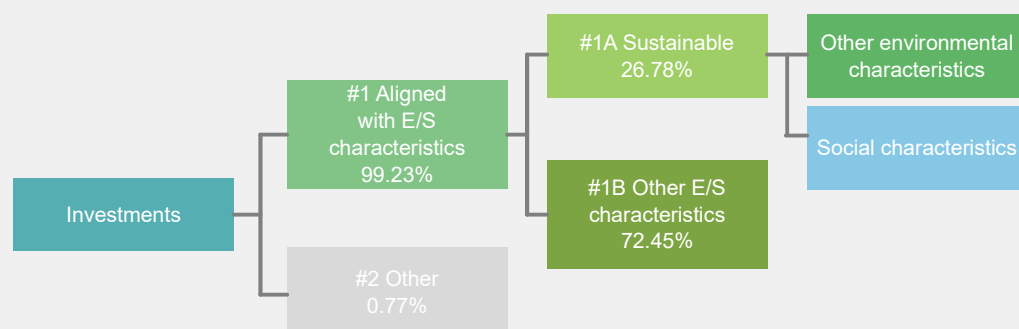 Investments
#1 Aligned
with E/S
characteristics
99.23%
#2 Other
0.77%
#1A Sustainable
26.78%
#1B Other E/S
characteristics
72.45%
Other environmental
characteristics
Social characteristics